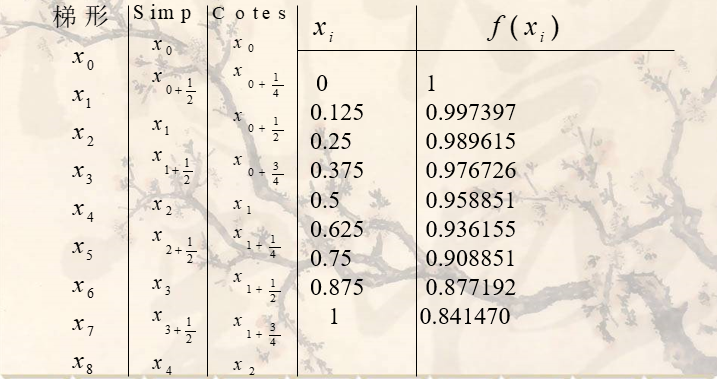 梯形 Simp Cotes x_i f(x_i)
x_0 x_0 x_0 0 1
x_1 x_{0+\frac{1}{2}} x_{0+\frac{1}{4}} 0.125 0.997397
x_2 x_1 x_{0+\frac{1}{2}} 0.25 0.989615
x_3 x_{1+\frac{1}{2}} x_{0+\frac{3}{4}} 0.375 0.976726
x_4 x_2 x_1 0.5 0.958851
x_5 x_{2+\frac{1}{2}} x_{1+\frac{1}{4}} 0.625 0.936155
x_6 x_3 x_{1+\frac{1}{2}} 0.75 0.908851
x_7 x_{3+\frac{1}{2}} x_{1+\frac{3}{4}} 0.875 0.877192
x_8 x_4 x_2 1 0.841470